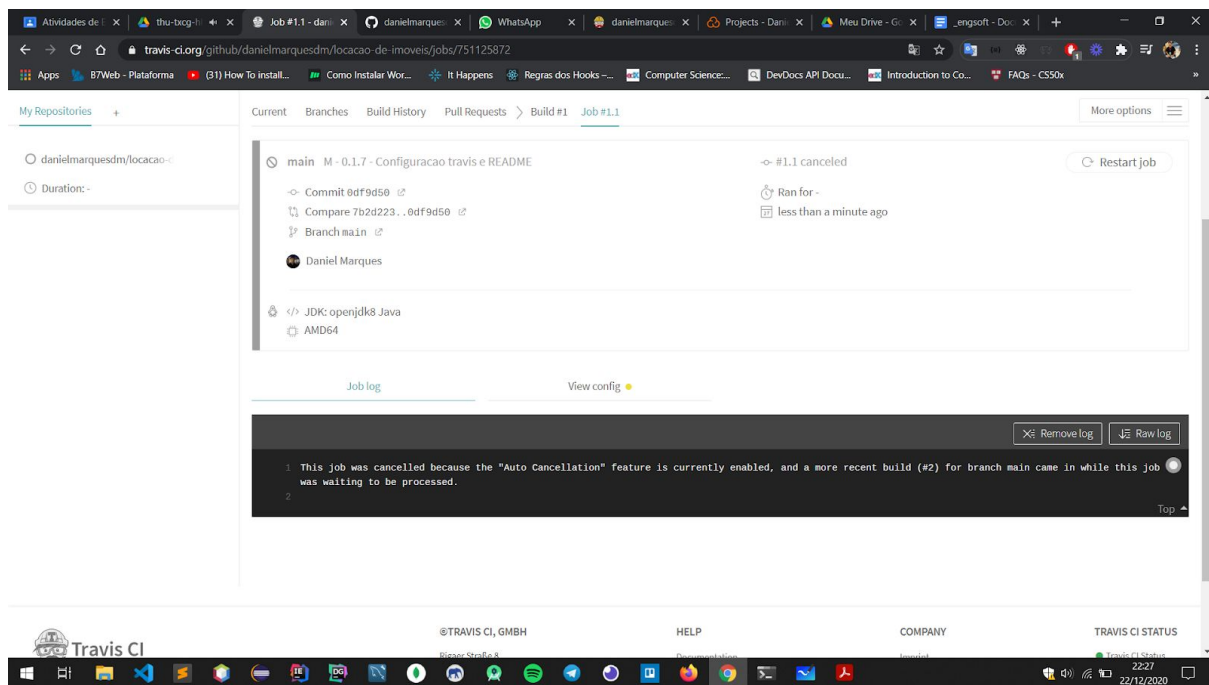 Atividades de E
thu-txcg-h
Job #1.1 - dani
danielmarques
WhatsApp
danielmarques
Projects - Dani
Meu Drive - Go
_engsoft - Doc
travis-ci.org/github/danielmarquesdm/locacao-de-imoveis/jobs/751125872
Apps
B7Web - Plataforma
(31) How To install...
Como Instalar Wor...
It Happens
Regras dos Hooks –...
Computer Science:...
DevDocs API Docu...
Introduction to Co...
FAQs - CS50x
»
My Repositories +
Current Branches Build History Pull Requests Build #1 Job #1.1
More options
danielmarquesdm/locacao-
Duration: -
main M - 0.1.7 - Configuracao travis e README
#1.1 canceled
Restart job
Commit 0df9d50
Ran for -
Compare 7b2d223..0df9d50
less than a minute ago
Branch main
Daniel Marques
JDK: openjdk8 Java
AMD64
Job log
View config
Remove log
Raw log
1 This job was cancelled because the "Auto Cancellation" feature is currently enabled, and a more recent build (#2) for branch main came in while this job
was waiting to be processed.
2
Top
Travis CI
©TRAVIS CI, GMBH
HELP
COMPANY
TRAVIS CI STATUS
Rigaer Straße 8
Documentation
Imprint
Travis CI Status
22:27
22/12/2020